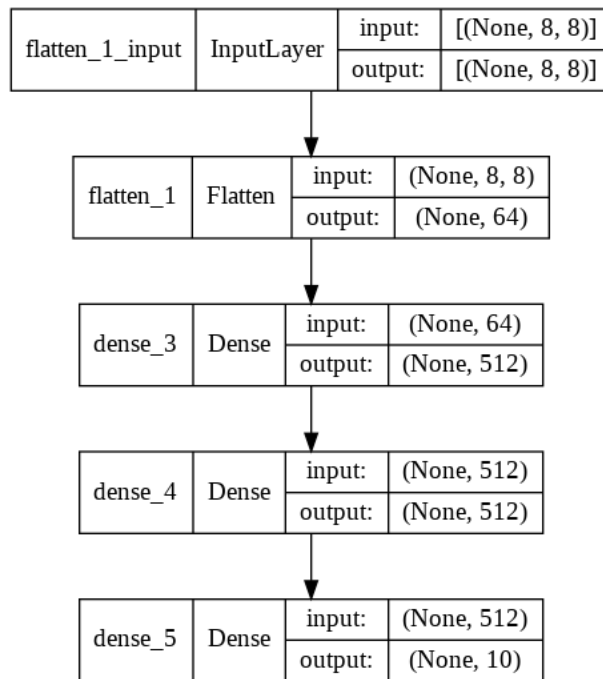 flatten_1_input InputLayer input: [(None, 8, 8)]
output: [(None, 8, 8)]
flatten_1 Flatten input: (None, 8, 8)
output: (None, 64)
dense_3 Dense input: (None, 64)
output: (None, 512)
dense_4 Dense input: (None, 512)
output: (None, 512)
dense_5 Dense input: (None, 512)
output: (None, 10)